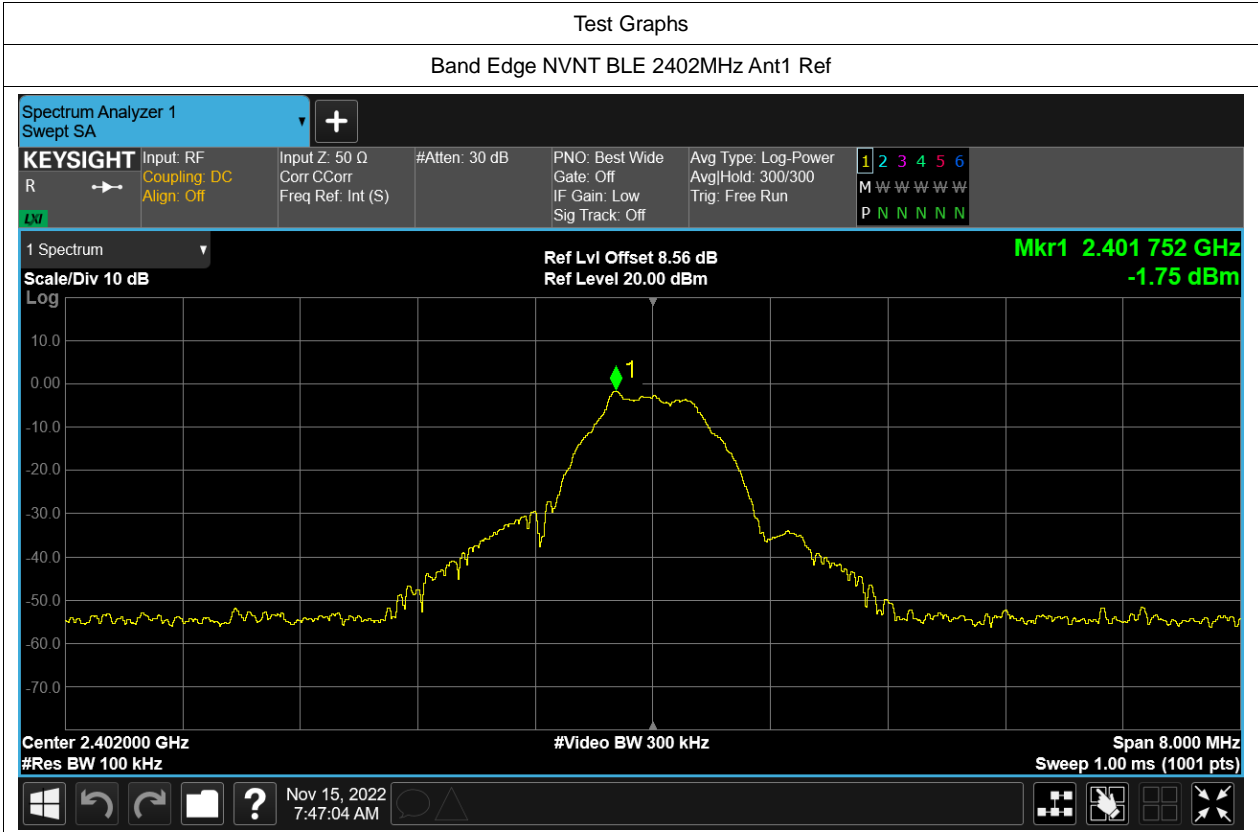 Test Graphs
Band Edge NVNT BLE 2402MHz Ant1 Ref
Spectrum Analyzer 1
Swept SA
+
KEYSIGHT
R
LXI
Input: RF
Coupling: DC
Align: Off
Input Z: 50 Ω
Corr CCorr
Freq Ref: Int (S)
#Atten: 30 dB
PNO: Best Wide
Gate: Off
IF Gain: Low
Sig Track: Off
Avg Type: Log-Power
Avg|Hold: 300/300
Trig: Free Run
1 2 3 4 5 6
M W W W W W
P N N N N N
1 Spectrum
Scale/Div 10 dB
Ref Lvl Offset 8.56 dB
Ref Level 20.00 dBm
Mkr1 2.401 752 GHz
-1.75 dBm
Log
10.0
0.00
-10.0
-20.0
-30.0
-40.0
-50.0
-60.0
-70.0
1
Center 2.402000 GHz
#Res BW 100 kHz
#Video BW 300 kHz
Span 8.000 MHz
Sweep 1.00 ms (1001 pts)
?
Nov 15, 2022
7:47:04 AM